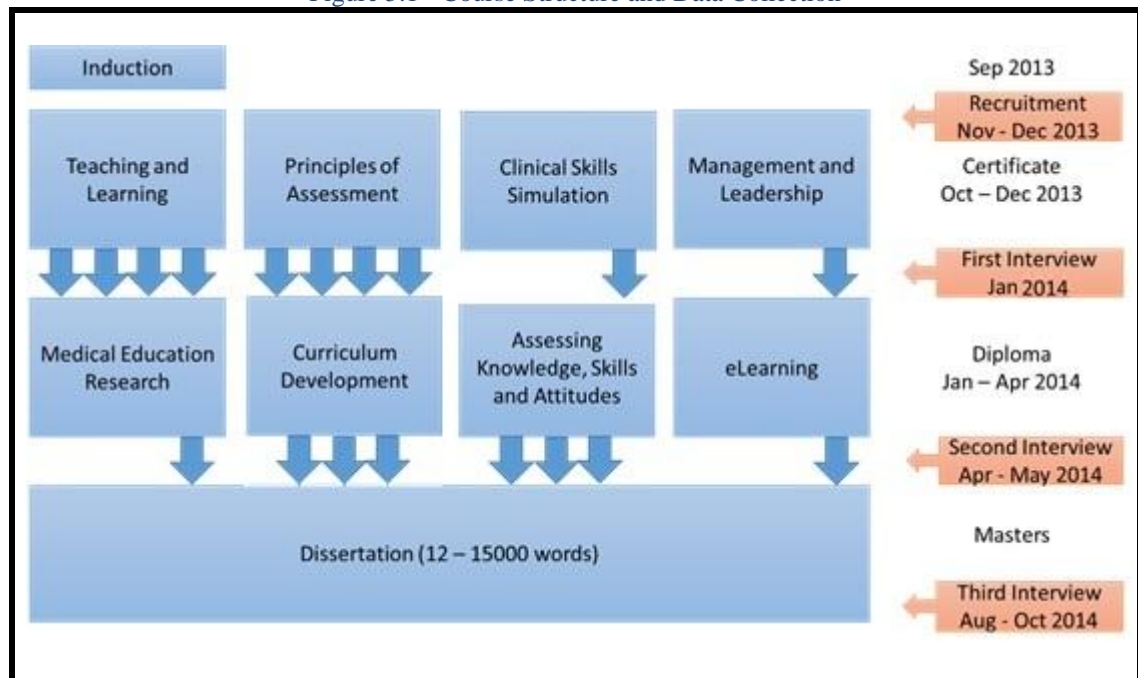 Induction
Sep 2013
Recruitment
Nov - Dec 2013
Teaching and
Learning
Principles of
Assessment
Clinical Skills
Simulation
Management and
Leadership
Certificate
Oct – Dec 2013
First Interview
Jan 2014
Medical Education
Research
Curriculum
Development
Assessing
Knowledge, Skills
and Attitudes
eLearning
Diploma
Jan – Apr 2014
Second Interview
Apr - May 2014
Dissertation (12 – 15000 words)
Masters
Third Interview
Aug - Oct 2014